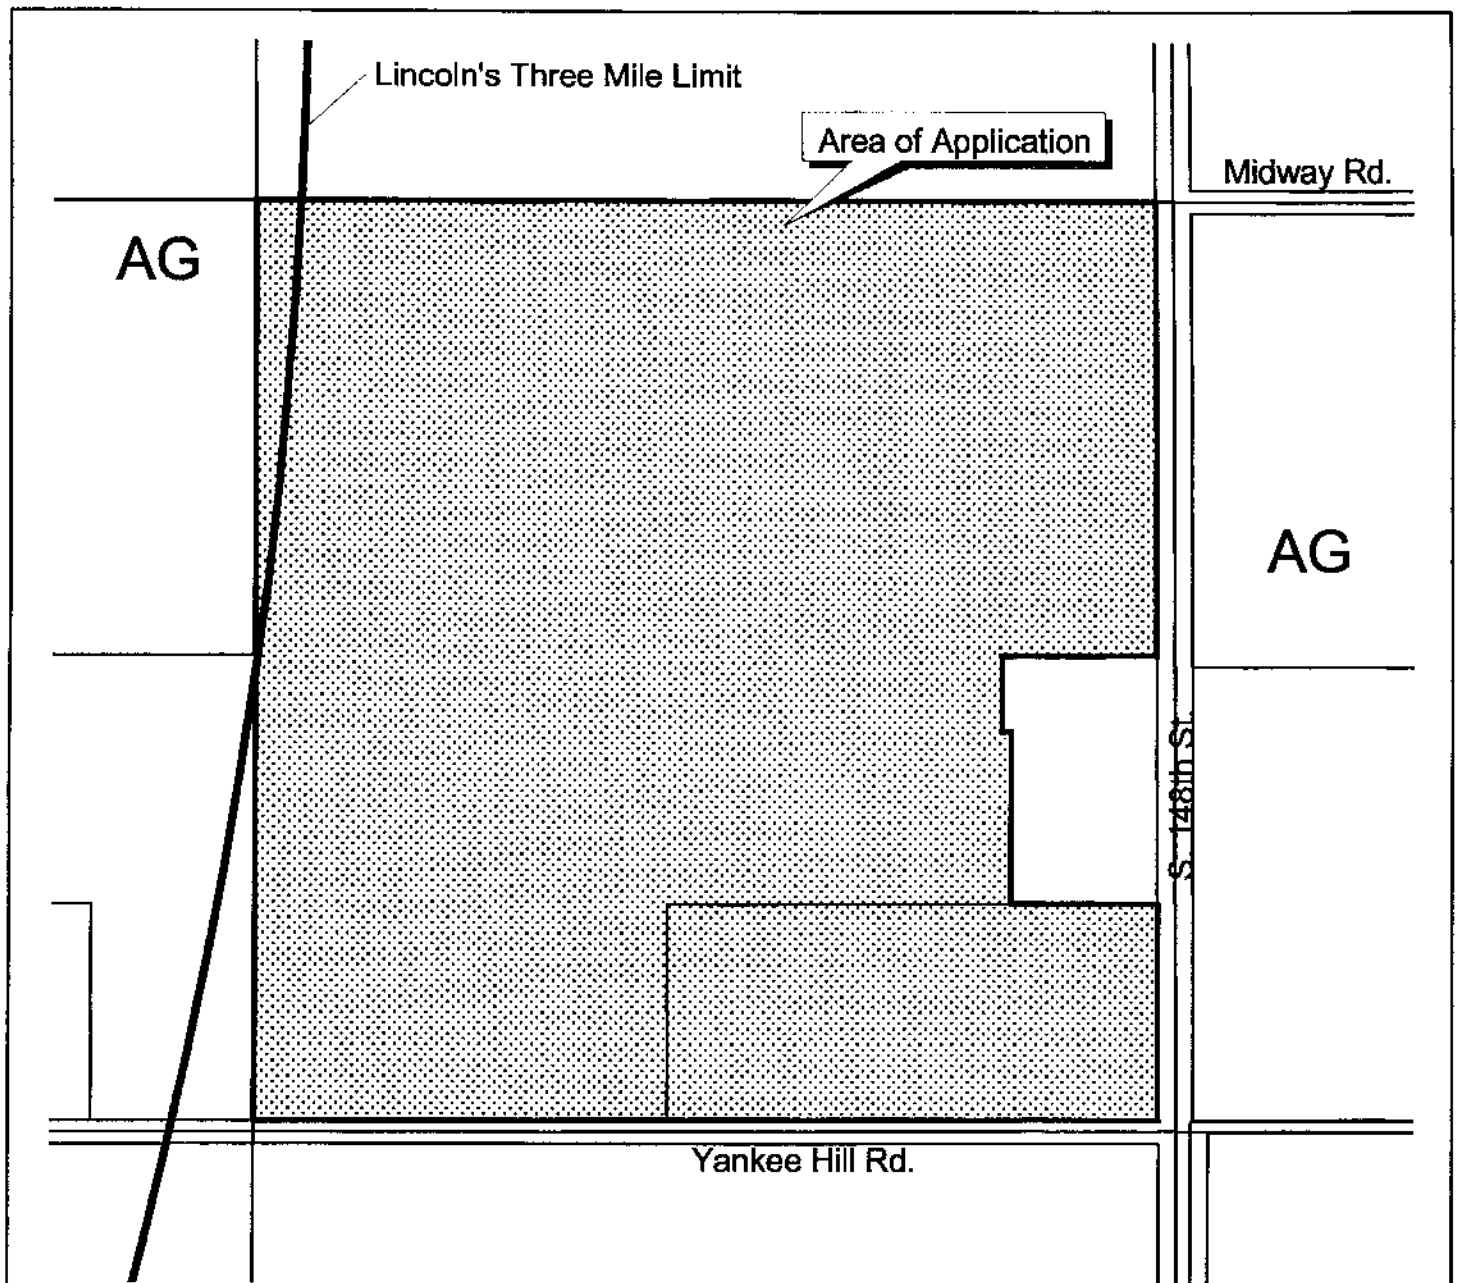 Lincoln's Three Mile Limit
Area of Application
Midway Rd.
AG
AG
S. 148th St.
Yankee Hill Rd.